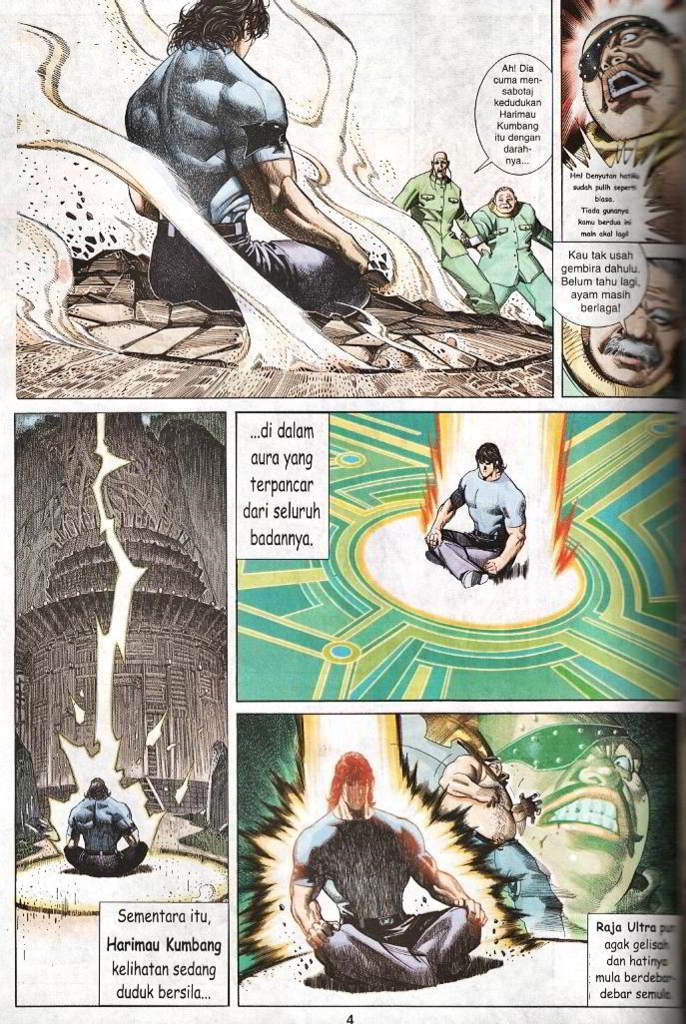 Ah! Dia
cuma men-
sabotaj
kedudukan
Harimau
Kumbang
itu dengan
darah-
nya...
Hm! Denyutan hatiku
sudah pulih seperti
biasa.
Tiada gunanya
kamu berdua ini
main akal lagi!
Kau tak usah
gembira dahulu.
Belum tahu lagi,
ayam masih
berlaga!
Sementara itu,
Harimau Kumbang
kelihatan sedang
duduk bersila...
...di dalam
aura yang
terpancar
dari seluruh
badannya.
Raja Ultra pun
agak gelisah
dan hatinya
mula berdebar-
debar semula.
4